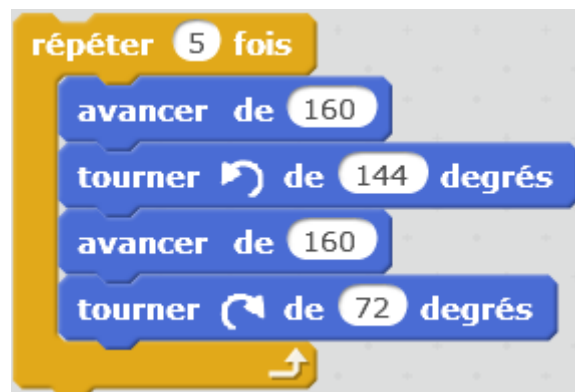 répéter 5 fois
avancer de 160
tourner de 144 degrés
avancer de 160
tourner de 72 degrés